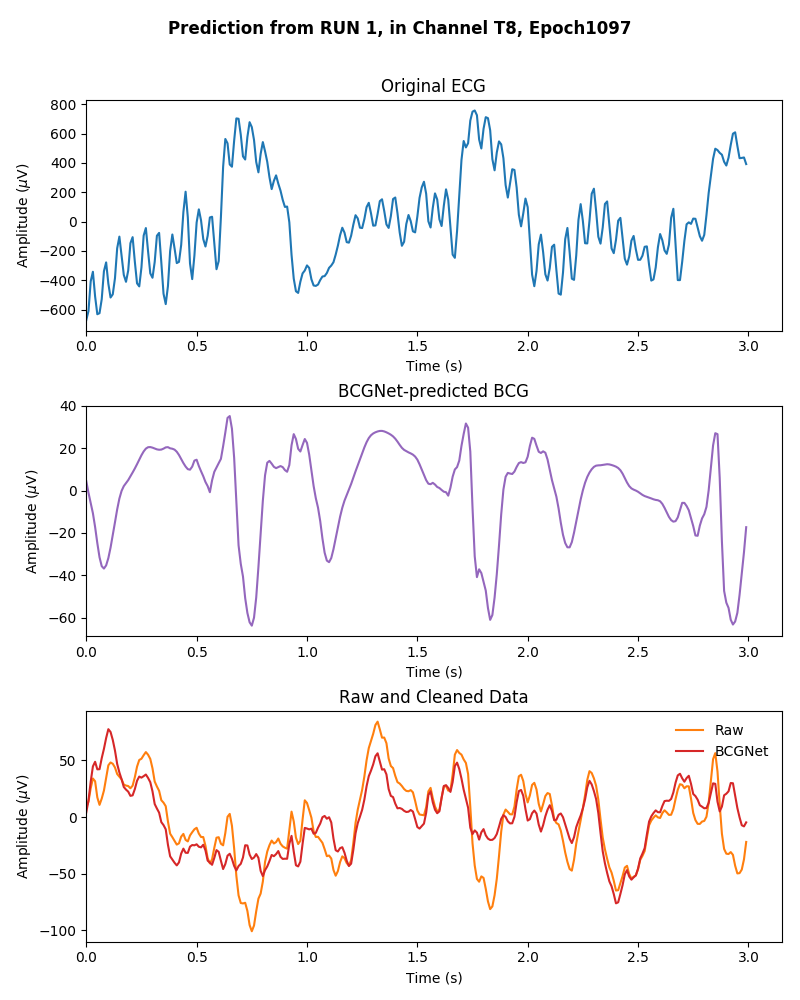 Prediction from RUN 1, in Channel T8, Epoch1097
Original ECG
800
600
400
200
0
−200
−400
−600
Amplitude (μV)
0.0 0.5 1.0 1.5 2.0 2.5 3.0
Time (s)
BCGNet-predicted BCG
40
20
0
−20
−40
−60
Amplitude (μV)
0.0 0.5 1.0 1.5 2.0 2.5 3.0
Time (s)
Raw and Cleaned Data
Raw
BCGNet
50
0
−50
−100
Amplitude (μV)
0.0 0.5 1.0 1.5 2.0 2.5 3.0
Time (s)